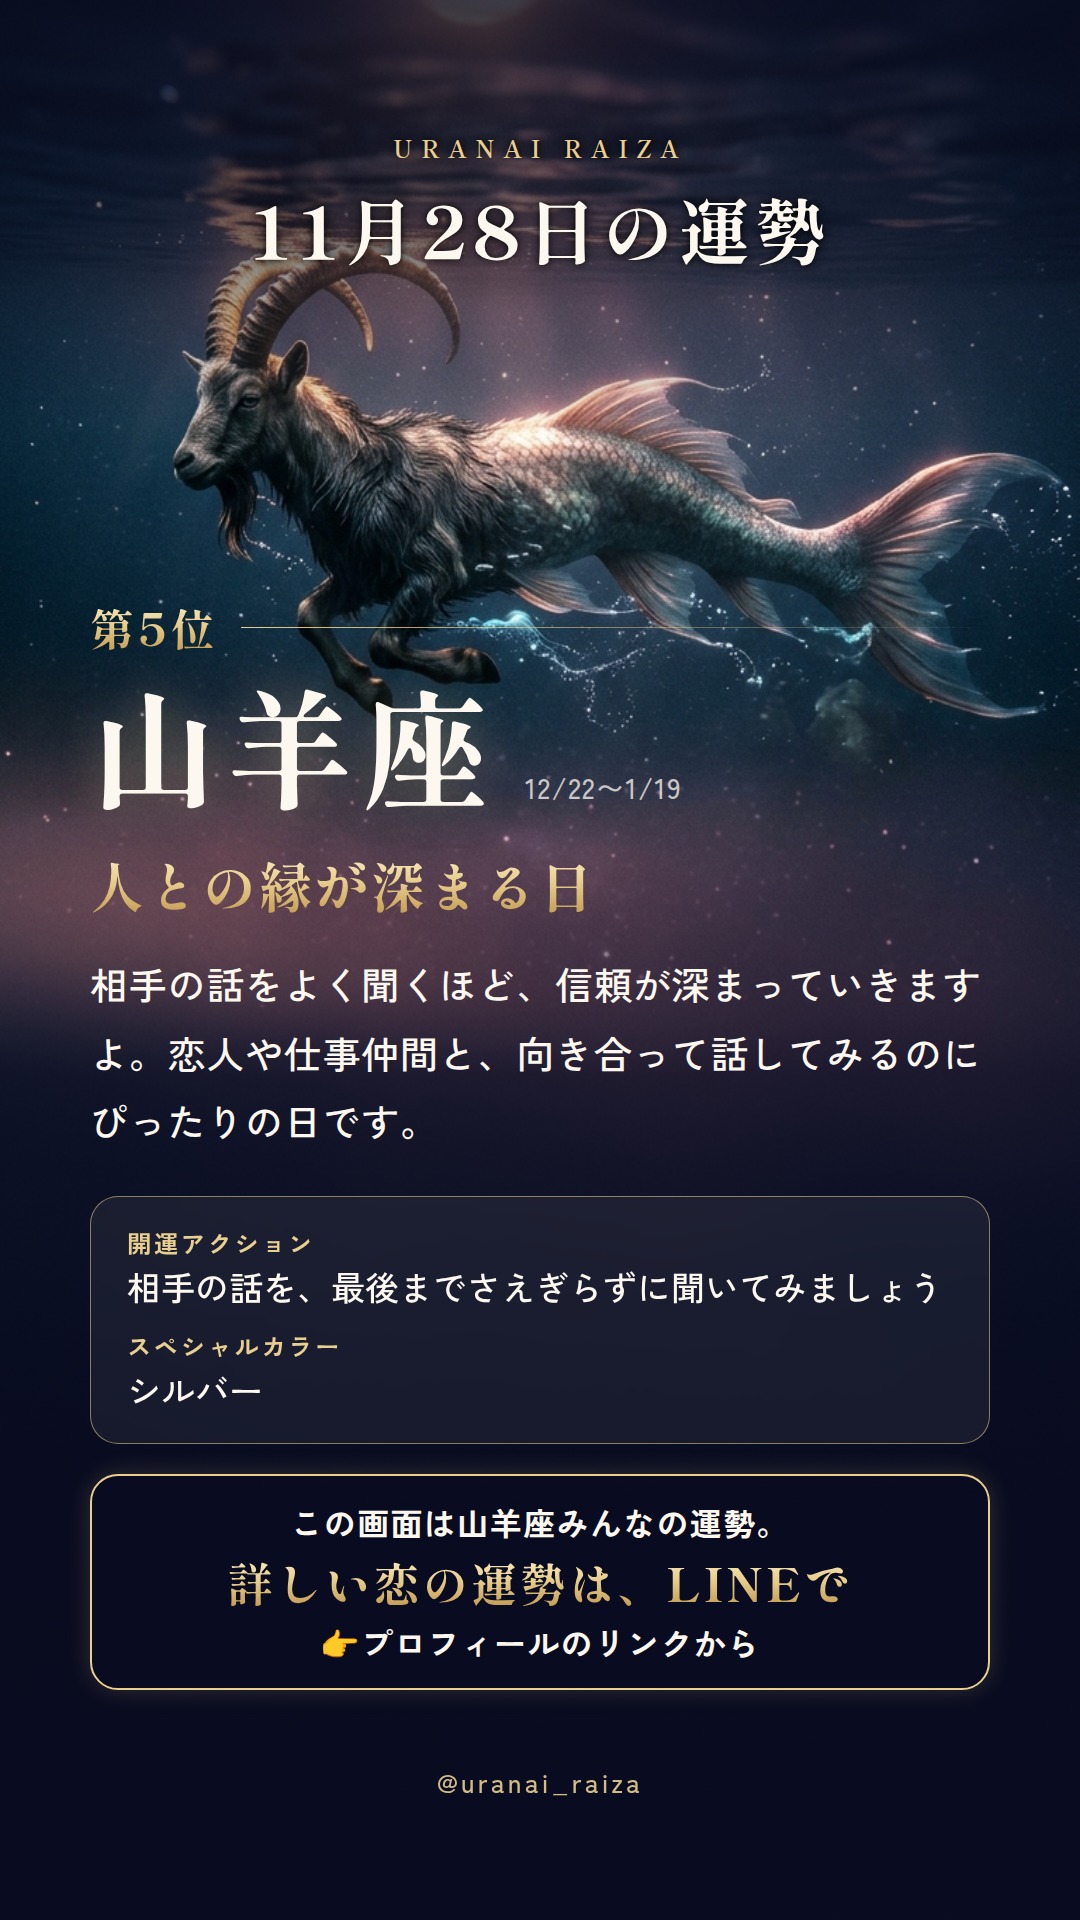 URANAI RAIZA
11月28日の運勢
第5位
山羊座 12/22〜1/19
人との縁が深まる日
相手の話をよく聞くほど、信頼が深まっていきます
よ。恋人や仕事仲間と、向き合って話してみるのに
ぴったりの日です。
開運アクション
相手の話を、最後までさえぎらずに聞いてみましょう
スペシャルカラー
シルバー
この画面は山羊座みんなの運勢。
詳しい恋の運勢は、LINEで
👉プロフィールのリンクから
@uranai_raiza